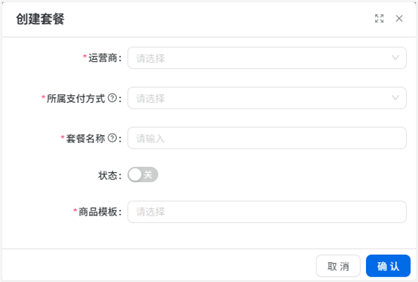 创建套餐
*运营商: 请选择
*所属支付方式?: 请选择
*套餐名称?: 请输入
状态: 关
*商品模板: 请选择
取 消 确 认